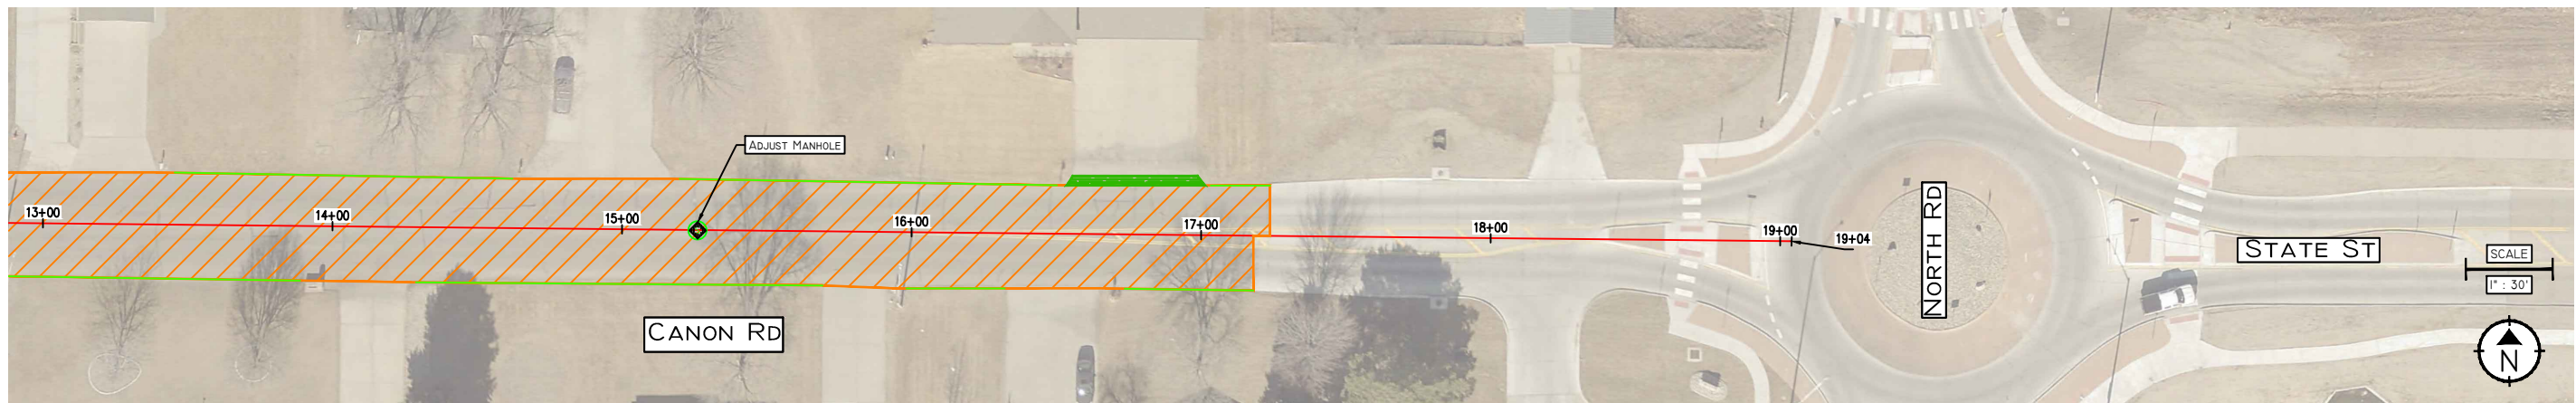 ADJUST MANHOLE
13+00
14+00
15+00
16+00
17+00
18+00
19+00
19+04
CANON RD
NORTH RD
STATE ST
SCALE
1" : 30'
N